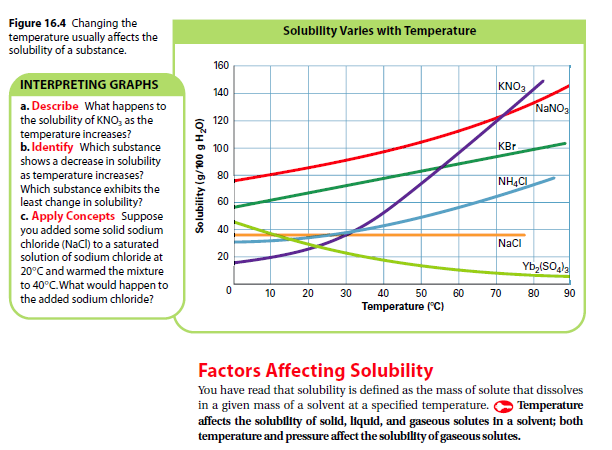 Figure 16.4 Changing the
temperature usually affects the
solubility of a substance.
INTERPRETING GRAPHS
a. Describe What happens to
the solubility of KNO₃ as the
temperature increases?
b. Identify Which substance
shows a decrease in solubility
as temperature increases?
Which substance exhibits the
least change in solubility?
c. Apply Concepts Suppose
you added some solid sodium
chloride (NaCl) to a saturated
solution of sodium chloride at
20°C and warmed the mixture
to 40°C. What would happen to
the added sodium chloride?
Solubility Varies with Temperature
Solubility (g/100 g H₂O)
160
140
120
100
80
60
40
20
0
10
20
30
40
50
60
70
80
90
Temperature (°C)
KNO₃
NaNO₃
KBr
NH₄Cl
NaCl
Yb₂(SO₄)₃
Factors Affecting Solubility
You have read that solubility is defined as the mass of solute that dissolves
in a given mass of a solvent at a specified temperature. Temperature
affects the solubility of solid, liquid, and gaseous solutes in a solvent; both
temperature and pressure affect the solubility of gaseous solutes.